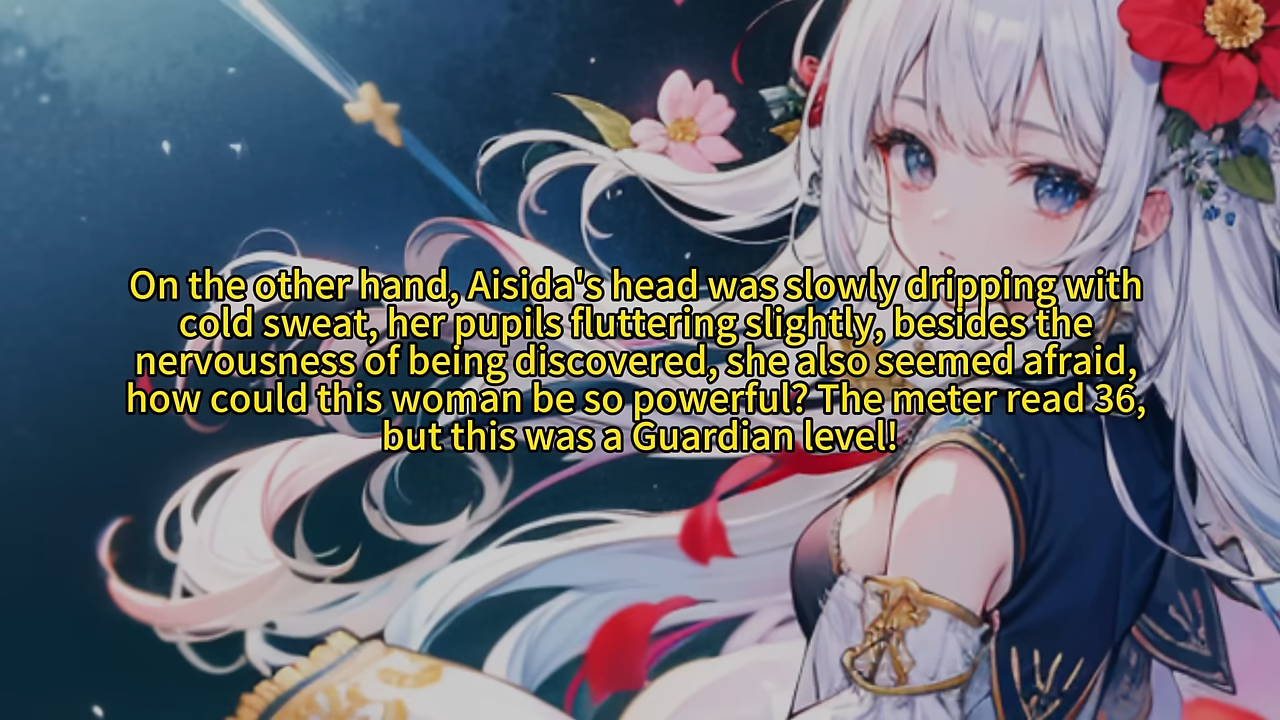 On the other hand, Aisida's head was slowly dripping with
cold sweat, her pupils fluttering slightly, besides the
nervousness of being discovered, she also seemed afraid,
how could this woman be so powerful? The meter read 36,
but this was a Guardian level!